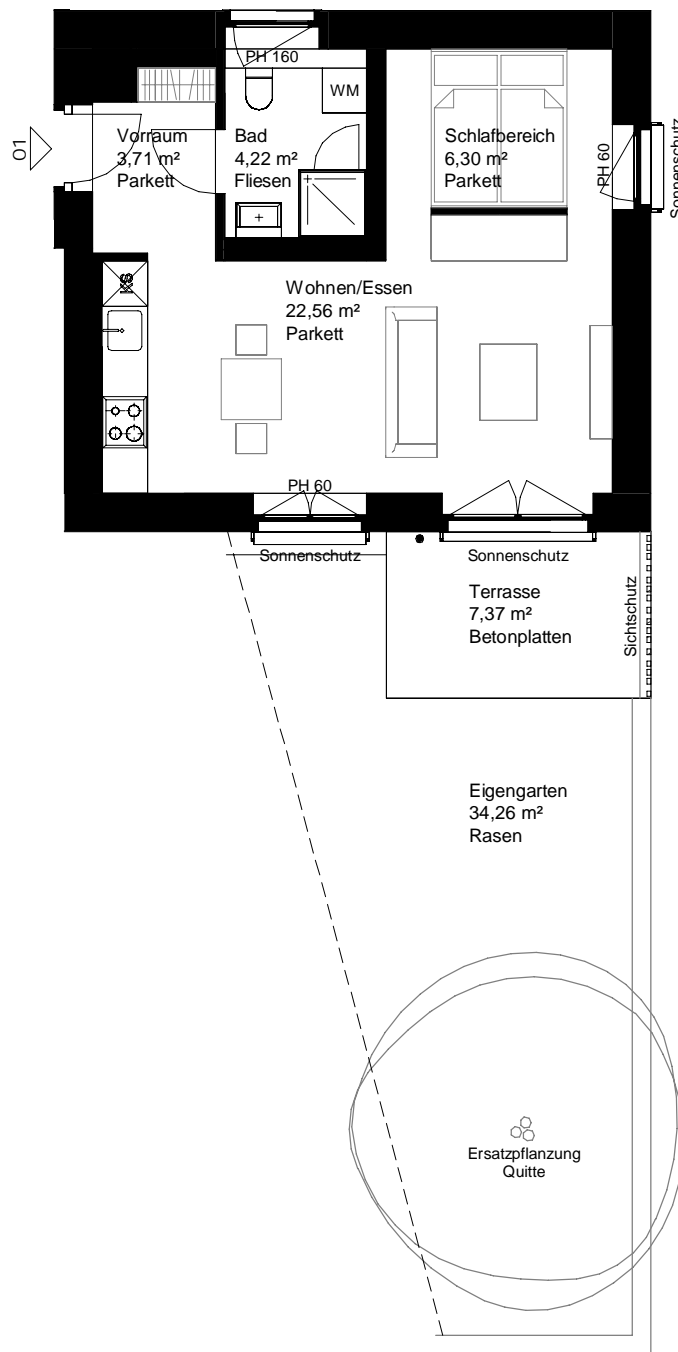 PH 160
WM
01
Vorraum
3,71 m²
Parkett
Bad
4,22 m²
Fliesen
Schlafbereich
6,30 m²
Parkett
PH 60
Sonnenschutz
KS
Wohnen/Essen
22,56 m²
Parkett
PH 60
Sonnenschutz
Sonnenschutz
Terrasse
7,37 m²
Betonplatten
Sichtschutz
Eigengarten
34,26 m²
Rasen
Ersatzpflanzung
Quitte